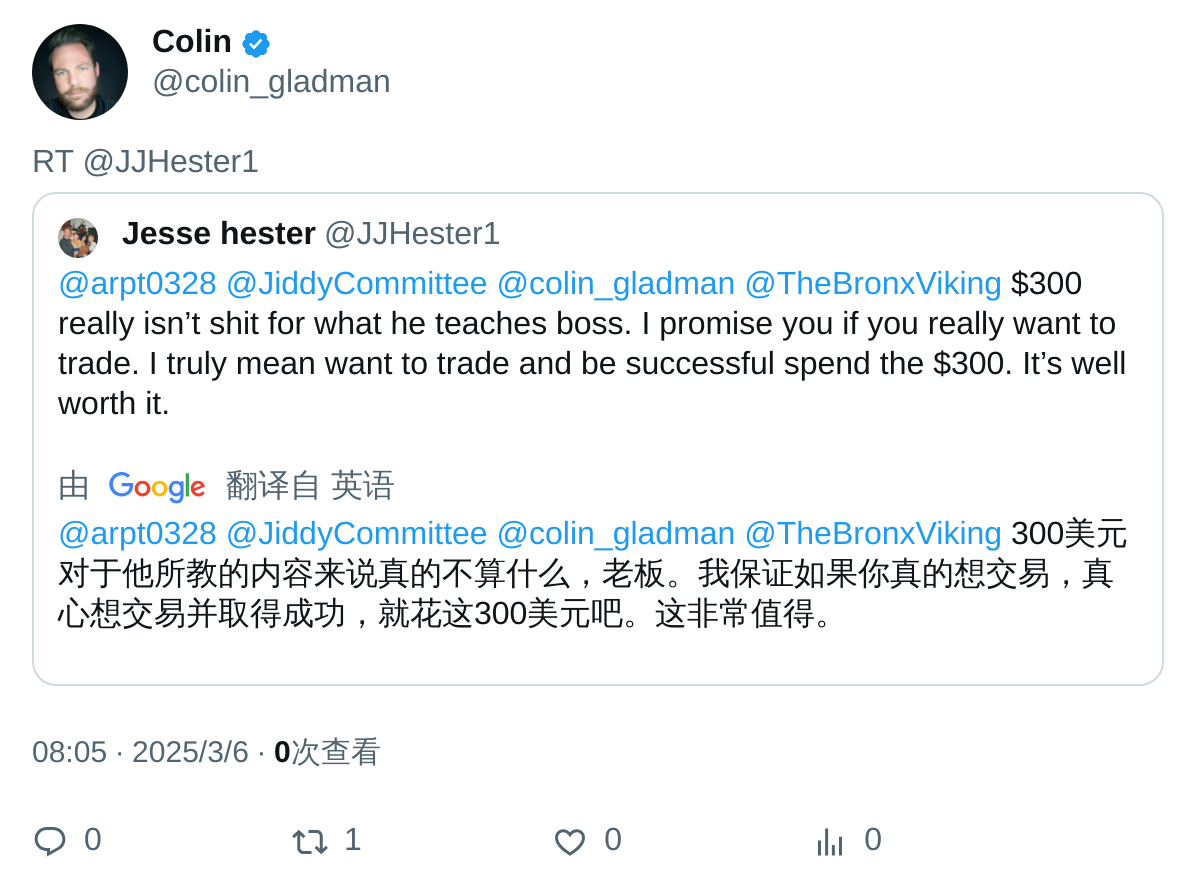 Colin
@colin_gladman
RT @JJHester1
Jesse hester @JJHester1
@arpt0328 @JiddyCommittee @colin_gladman @TheBronxViking $300
really isn’t shit for what he teaches boss. I promise you if you really want to
trade. I truly mean want to trade and be successful spend the $300. It’s well
worth it.
由 Google 翻译自 英语
@arpt0328 @JiddyCommittee @colin_gladman @TheBronxViking 300美元
对于他所教的内容来说真的不算什么，老板。我保证如果你真的想交易，真
心想交易并取得成功，就花这300美元吧。这非常值得。
08:05 · 2025/3/6 · 0次查看
0 1 0 0